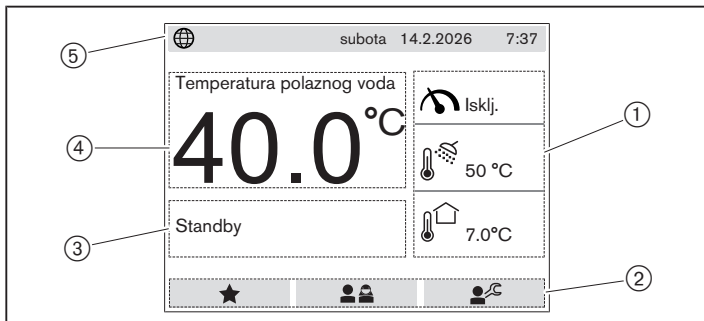 subota 14.2.2026 7:37
Temperatura polaznog voda
40.0°C
Isklj.
50 °C
Standby
7.0°C
5
4
3
1
2